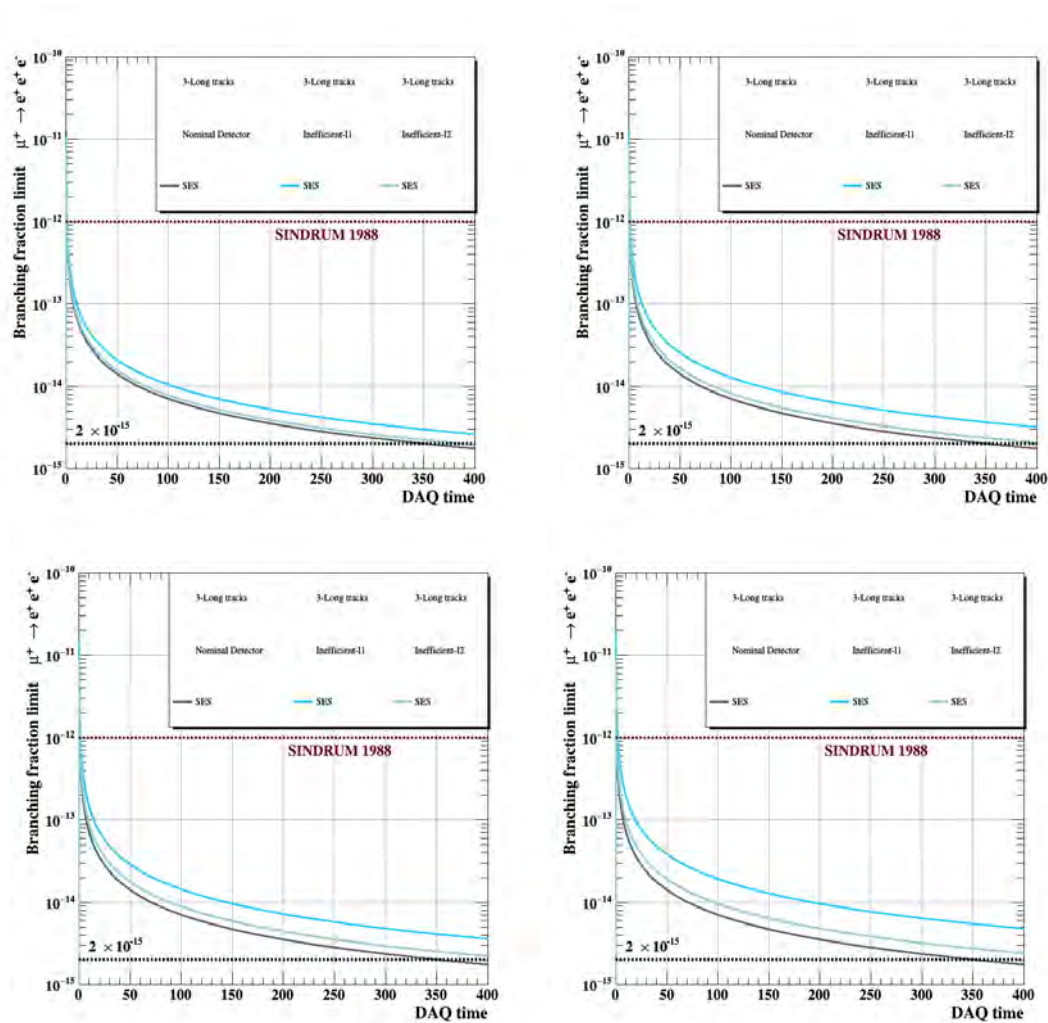 10⁻¹⁰
10⁻¹¹
10⁻¹²
10⁻¹³
10⁻¹⁴
10⁻¹⁵
Branching fraction limit μ⁺ → e⁺ e⁺ e⁻
3-Long tracks 3-Long tracks 3-Long tracks
Nominal Detector Inefficient-l1 Inefficient-l2
SES SES SES
SINDRUM 1988
2 ×10⁻¹⁵
0 50 100 150 200 250 300 350 400
DAQ time
10⁻¹⁰
10⁻¹¹
10⁻¹²
10⁻¹³
10⁻¹⁴
10⁻¹⁵
Branching fraction limit μ⁺ → e⁺ e⁺ e⁻
3-Long tracks 3-Long tracks 3-Long tracks
Nominal Detector Inefficient-l1 Inefficient-l2
SES SES SES
SINDRUM 1988
2 ×10⁻¹⁵
0 50 100 150 200 250 300 350 400
DAQ time
10⁻¹⁰
10⁻¹¹
10⁻¹²
10⁻¹³
10⁻¹⁴
10⁻¹⁵
Branching fraction limit μ⁺ → e⁺ e⁺ e⁻
3-Long tracks 3-Long tracks 3-Long tracks
Nominal Detector Inefficient-l1 Inefficient-l2
SES SES SES
SINDRUM 1988
2 ×10⁻¹⁵
0 50 100 150 200 250 300 350 400
DAQ time
10⁻¹⁰
10⁻¹¹
10⁻¹²
10⁻¹³
10⁻¹⁴
10⁻¹⁵
Branching fraction limit μ⁺ → e⁺ e⁺ e⁻
3-Long tracks 3-Long tracks 3-Long tracks
Nominal Detector Inefficient-l1 Inefficient-l2
SES SES SES
SINDRUM 1988
2 ×10⁻¹⁵
0 50 100 150 200 250 300 350 400
DAQ time